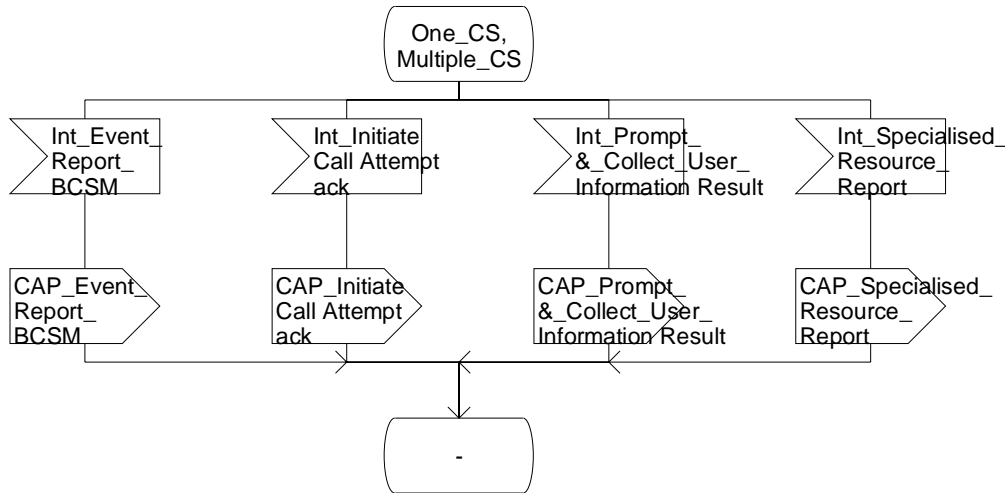 One_CS,
Multiple_CS
Int_Event_
Report_
BCSM
Int_Initiate
Call Attempt
ack
Int_Prompt_
&_Collect_User_
Information Result
Int_Specialised_
Resource_
Report
CAP_Event_
Report_
BCSM
CAP_Initiate
Call Attempt
ack
CAP_Prompt_
&_Collect_User_
Information Result
CAP_Specialised_
Resource_
Report
-